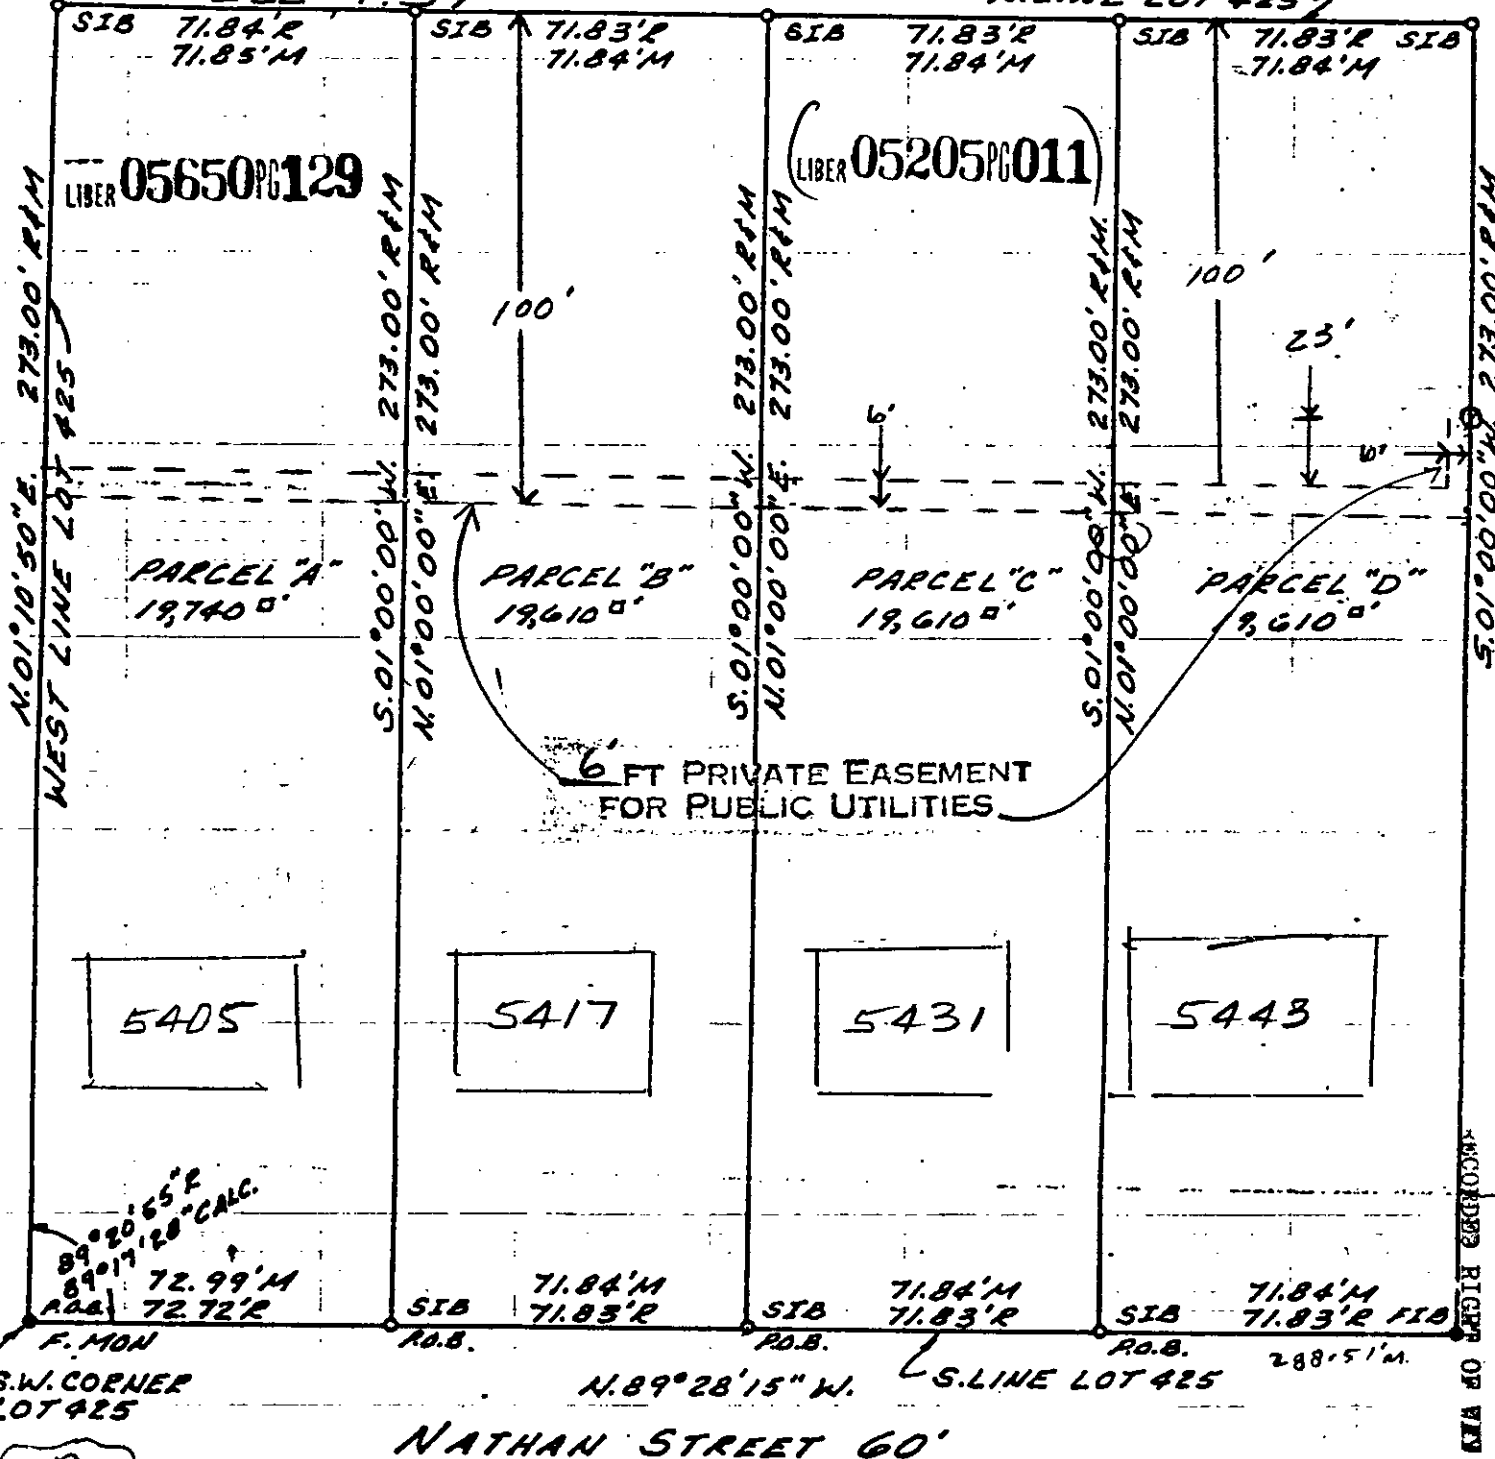 SIB 71.84'R SIB 71.83'R SIB 71.83'R SIB 71.83'R SIB
71.85'M 71.84'M 71.84'M 71.84'M
LIBER 05650PG129
(LIBER 05205PG011)
N.01°10'50"E. 273.00' R&M
WEST LINE LOT 425
S.01°00'00"W. 273.00' R&M
N.01°00'00"E. 273.00' R&M
S.01°00'00"W. 273.00' R&M
N.01°00'00"E. 273.00' R&M
S.01°00'00"W. 273.00' R&M.
N.01°00'00"E. 273.00' R&M
S.01°00'00"W. 273.00' R&M
100'
100'
23'
6'
6'
PARCEL "A"
19,740 □'
PARCEL "B"
19,610 □'
PARCEL "C"
19,610 □'
PARCEL "D"
19,610 □'
6' FT PRIVATE EASEMENT
FOR PUBLIC UTILITIES
5405 5417 5431 5443
89°20'55"R
89°17'28"CALC.
72.99'M 71.84'M 71.84'M 71.84'M
P.O.B. 72.72'R SIB 71.83'R SIB 71.83'R SIB 71.83'R FIB
F. MON P.O.B. P.O.B. P.O.B. 288.51'M.
S.W. CORNER
LOT 425
N.89°28'15"W. S.LINE LOT 425
NATHAN STREET 60'
RIGHT OF WAY